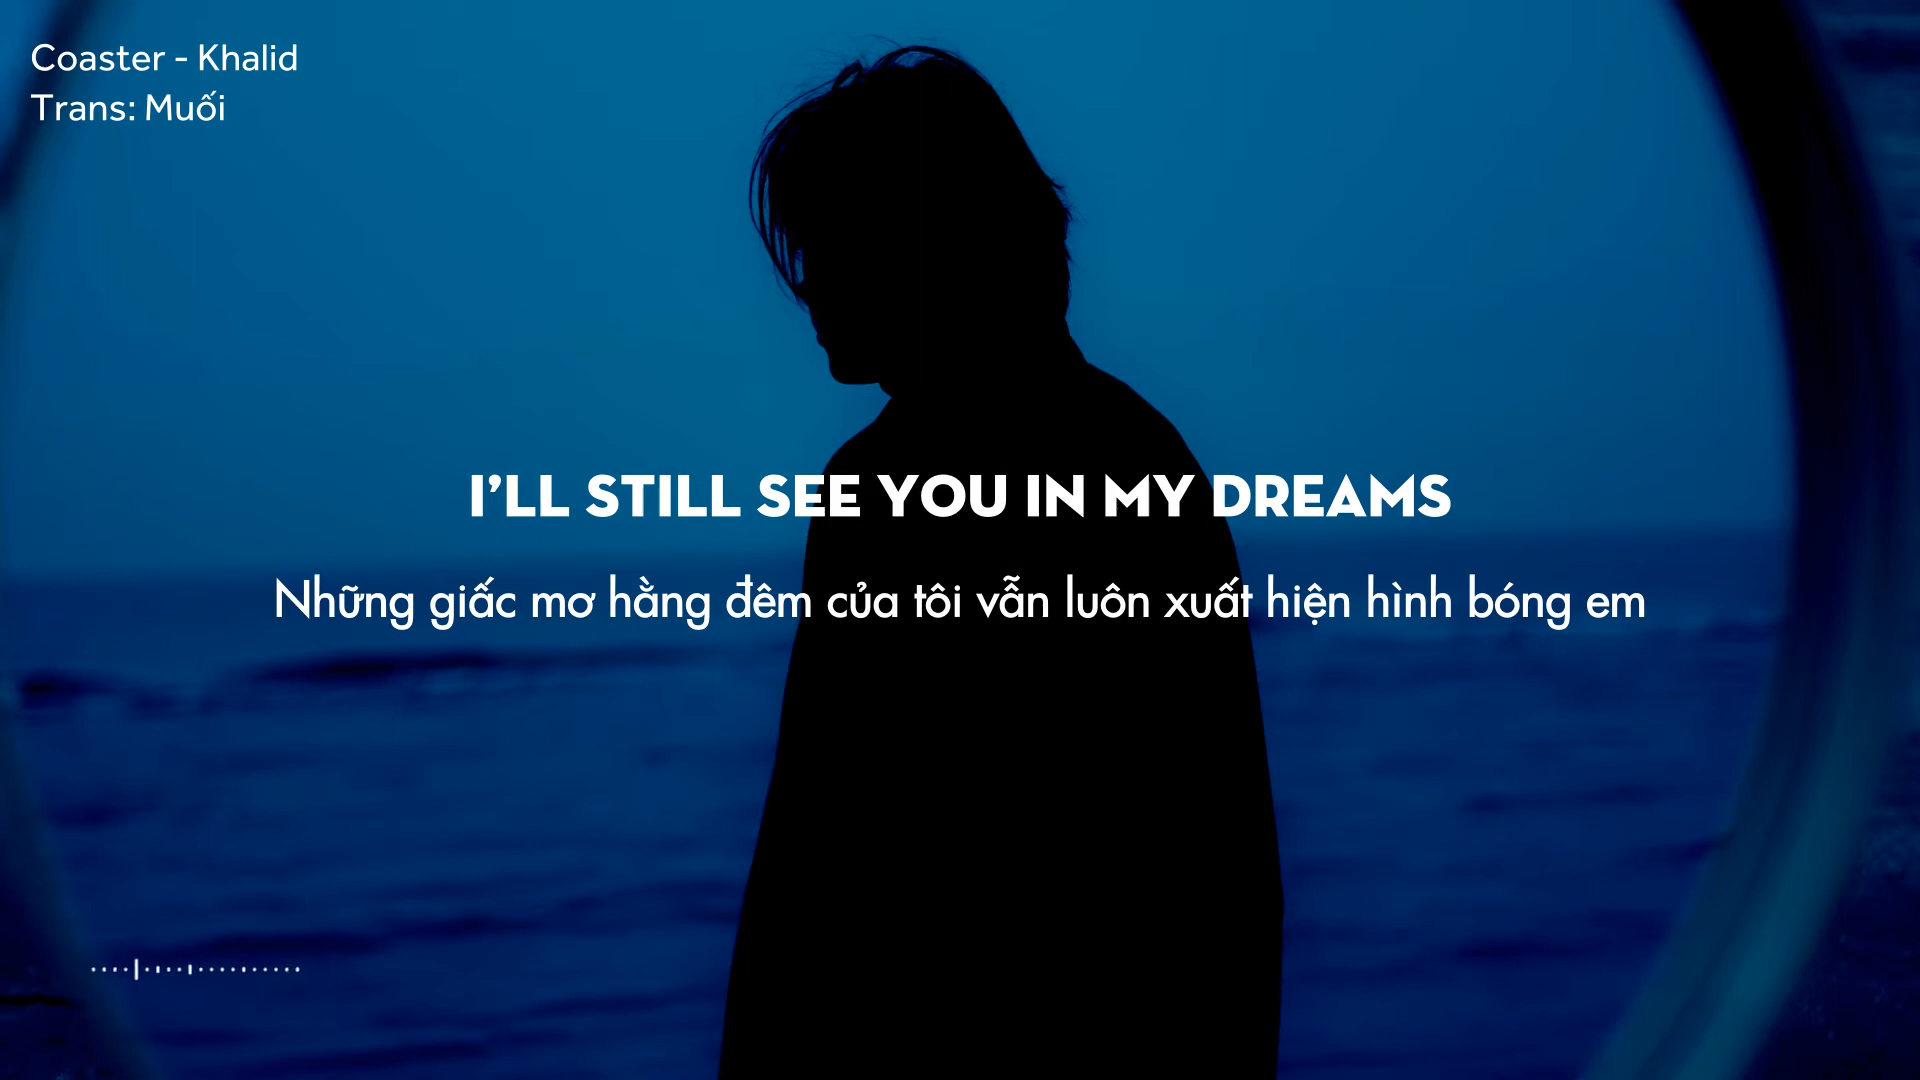 Coaster - Khalid
Trans: Muối
I’LL STILL SEE YOU IN MY DREAMS
Những giấc mơ hằng đêm của tôi vẫn luôn xuất hiện hình bóng em